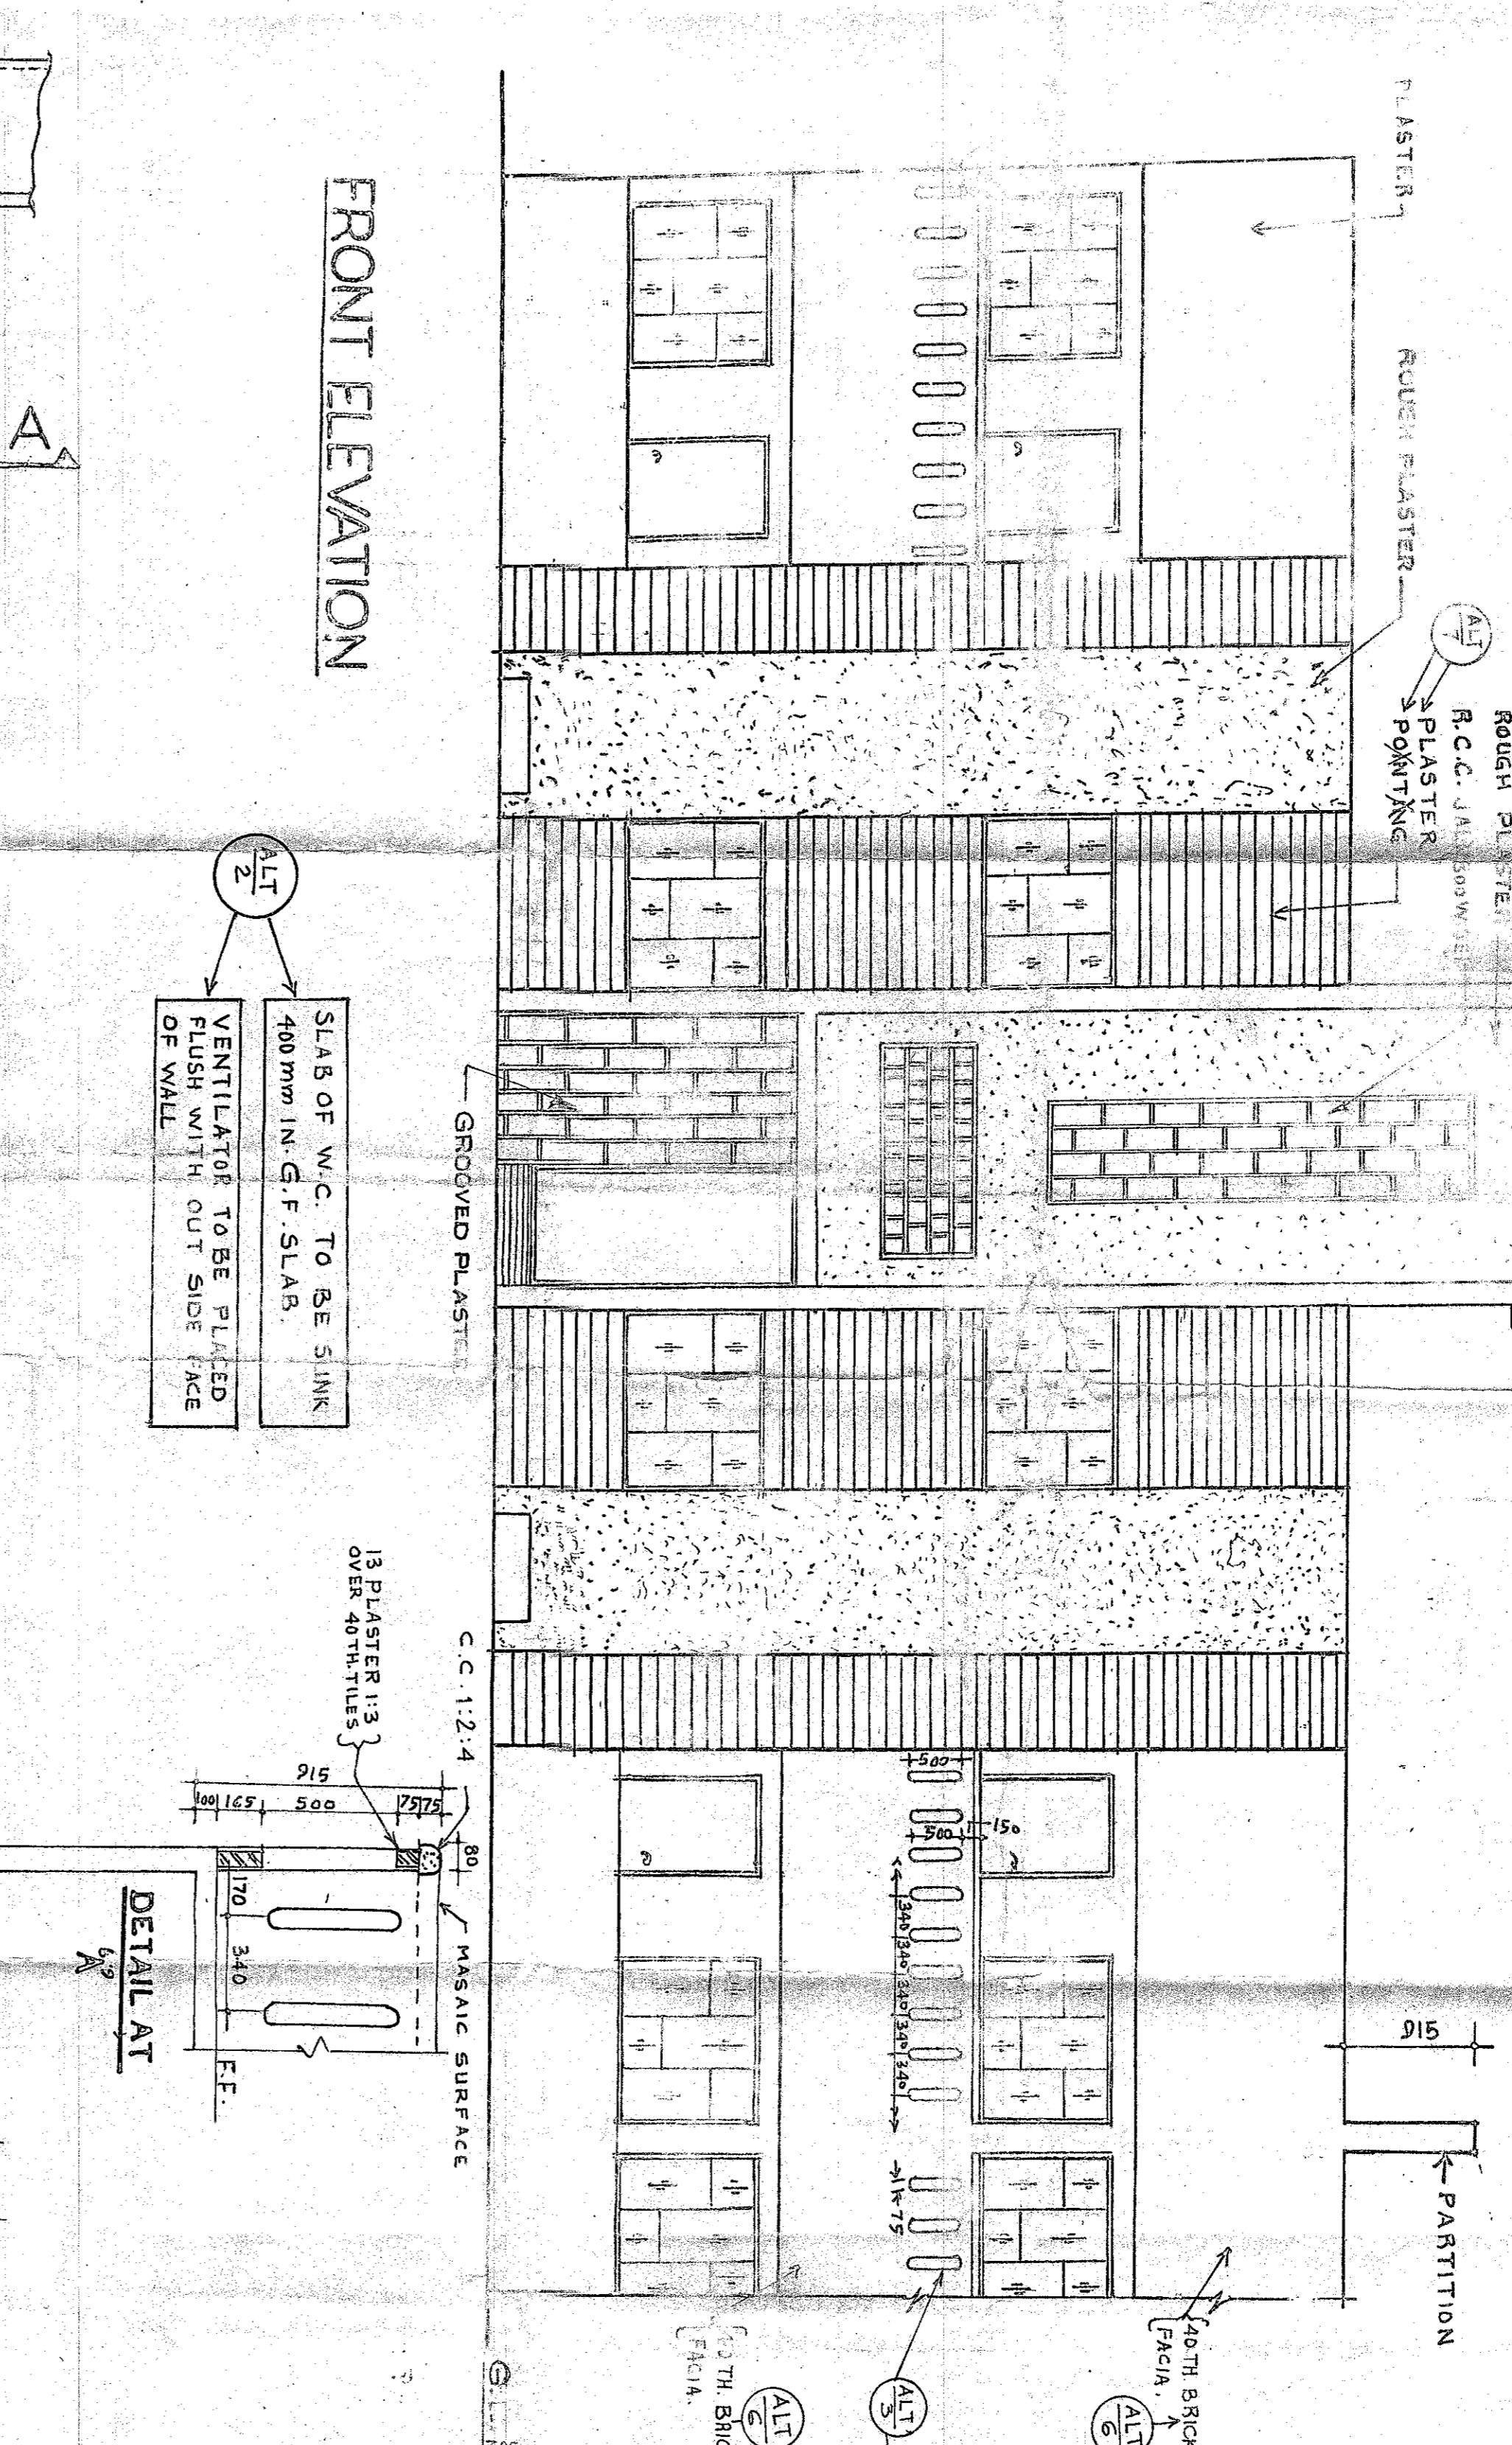 PLASTER
ROUGH PLASTER
ALT
7
PLASTER
POINTING
ROUGH
R.C.C.
FRONT ELEVATION
A
ALT
2
SLAB OF W.C. TO BE SINK
400 mm IN. G.F. SLAB.
VENTILATOR TO BE PLACED
FLUSH WITH OUT SIDE FACE
OF WALL
GROOVED PLASTER
500
500
150
340 340 340 340 340
75
915
PARTITION
40 TH. BRICK
FACIA.
ALT
6
ALT
3
TH.
FACIA.
ALT
6
G.L.
C.C. 1:2:4
13 PLASTER 1:3
OVER 40TH. TILES
MASAIC SURFACE
915
100 165 500 75 75
80
170
340
F.F.
DETAIL AT
A